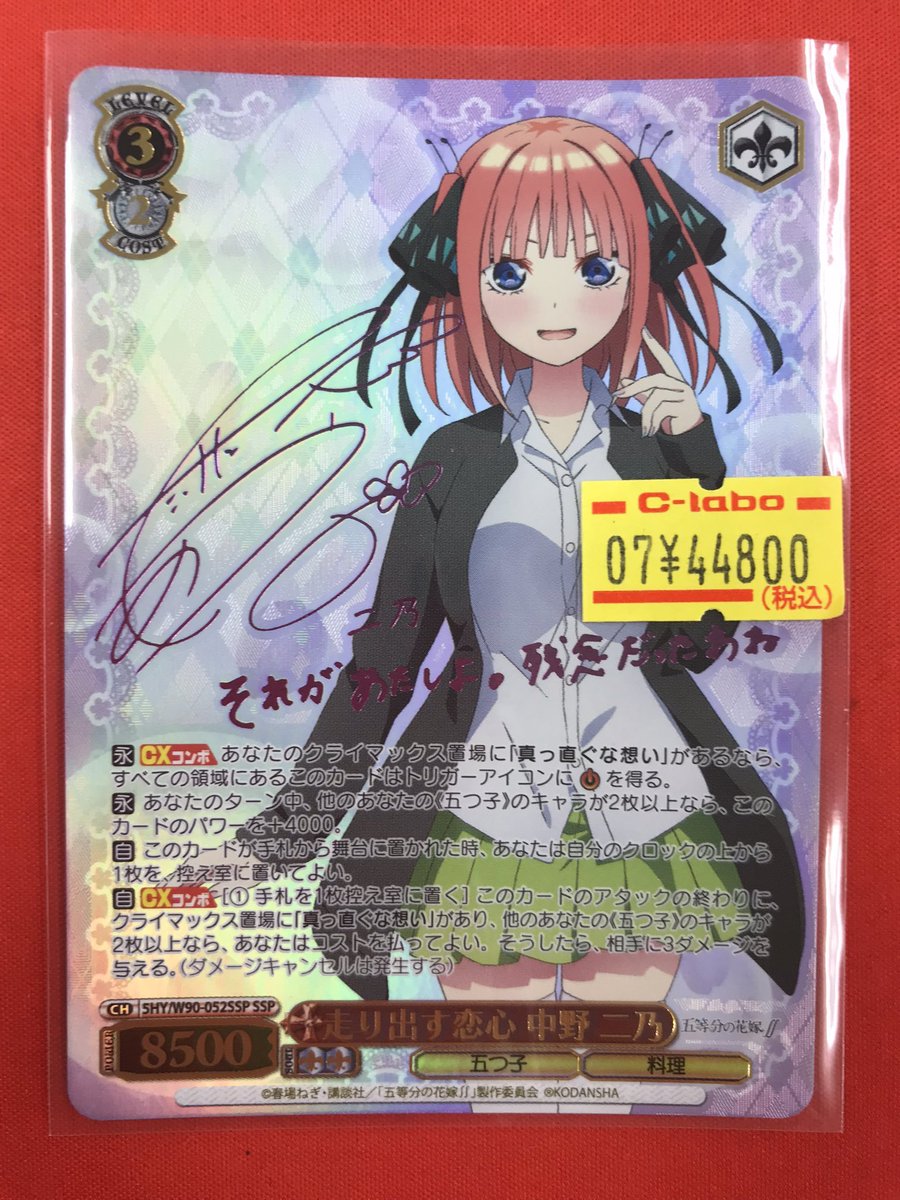 LEVEL
3
2
COST
C-labo
07¥44800
(税込)
二乃
それが あたしよ。残念だったわね
永 CXコンボ あなたのクライマックス置場に「真っ直ぐな想い」があるなら、
すべての領域にあるこのカードはトリガーアイコンに を得る。
永 あなたのターン中、他のあなたの《五つ子》のキャラが2枚以上なら、この
カードのパワーを+4000。
自 このカードが手札から舞台に置かれた時、あなたは自分のクロックの上から
1枚を、控え室に置いてよい。
自 CXコンボ [① 手札を1枚控え室に置く] このカードのアタックの終わりに、
クライマックス置場に「真っ直ぐな想い」があり、他のあなたの《五つ子》のキャラが
2枚以上なら、あなたはコストを払ってよい。そうしたら、相手に3ダメージを
与える。(ダメージキャンセルは発生する)
CH 5HY/W90-052SSP SSP
走り出す恋心 中野 二乃
五等分の花嫁∬
POWER 8500 SOUL
五つ子 料理
©春場ねぎ・講談社/「五等分の花嫁∬」製作委員会 ®KODANSHA